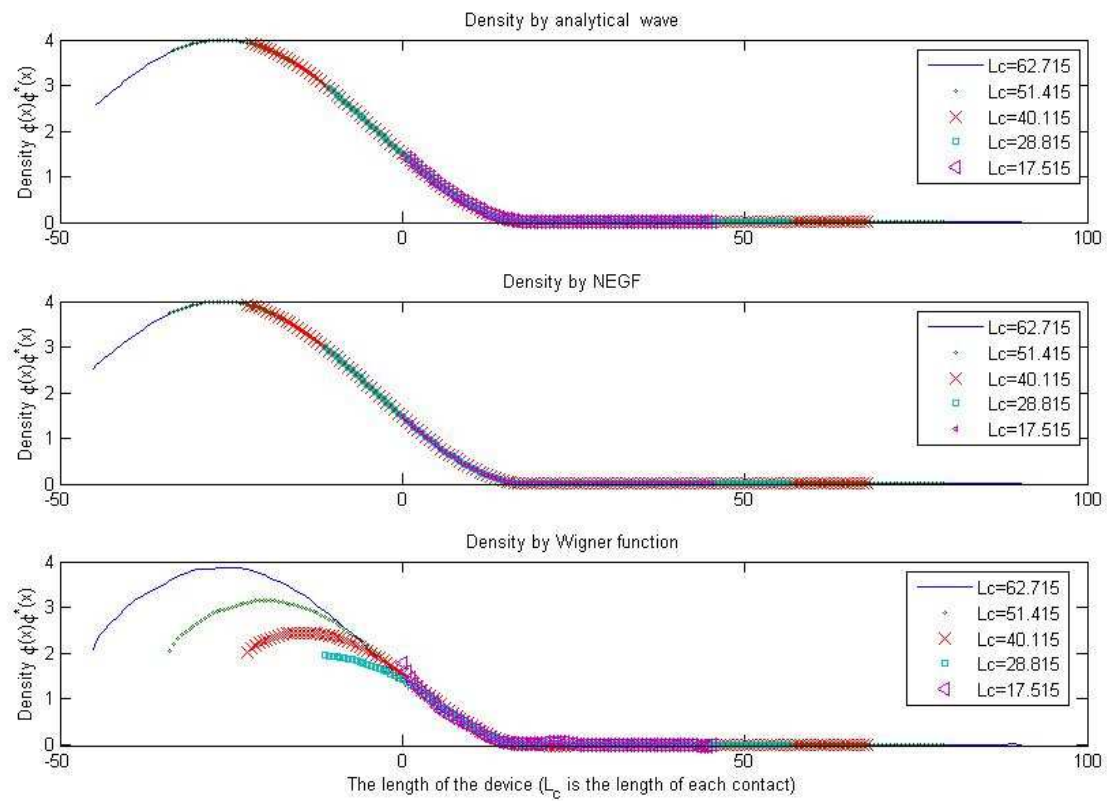 Density by analytical wave
Density ϕ(x)ϕ*(x)
4
3
2
1
0
-50
0
50
100
Lc=62.715
Lc=51.415
Lc=40.115
Lc=28.815
Lc=17.515
Density by NEGF
Density ϕ(x)ϕ*(x)
4
3
2
1
0
-50
0
50
100
Lc=62.715
Lc=51.415
Lc=40.115
Lc=28.815
Lc=17.515
Density by Wigner function
Density ϕ(x)ϕ*(x)
4
3
2
1
0
-50
0
50
100
Lc=62.715
Lc=51.415
Lc=40.115
Lc=28.815
Lc=17.515
The length of the device (L_c is the length of each contact)